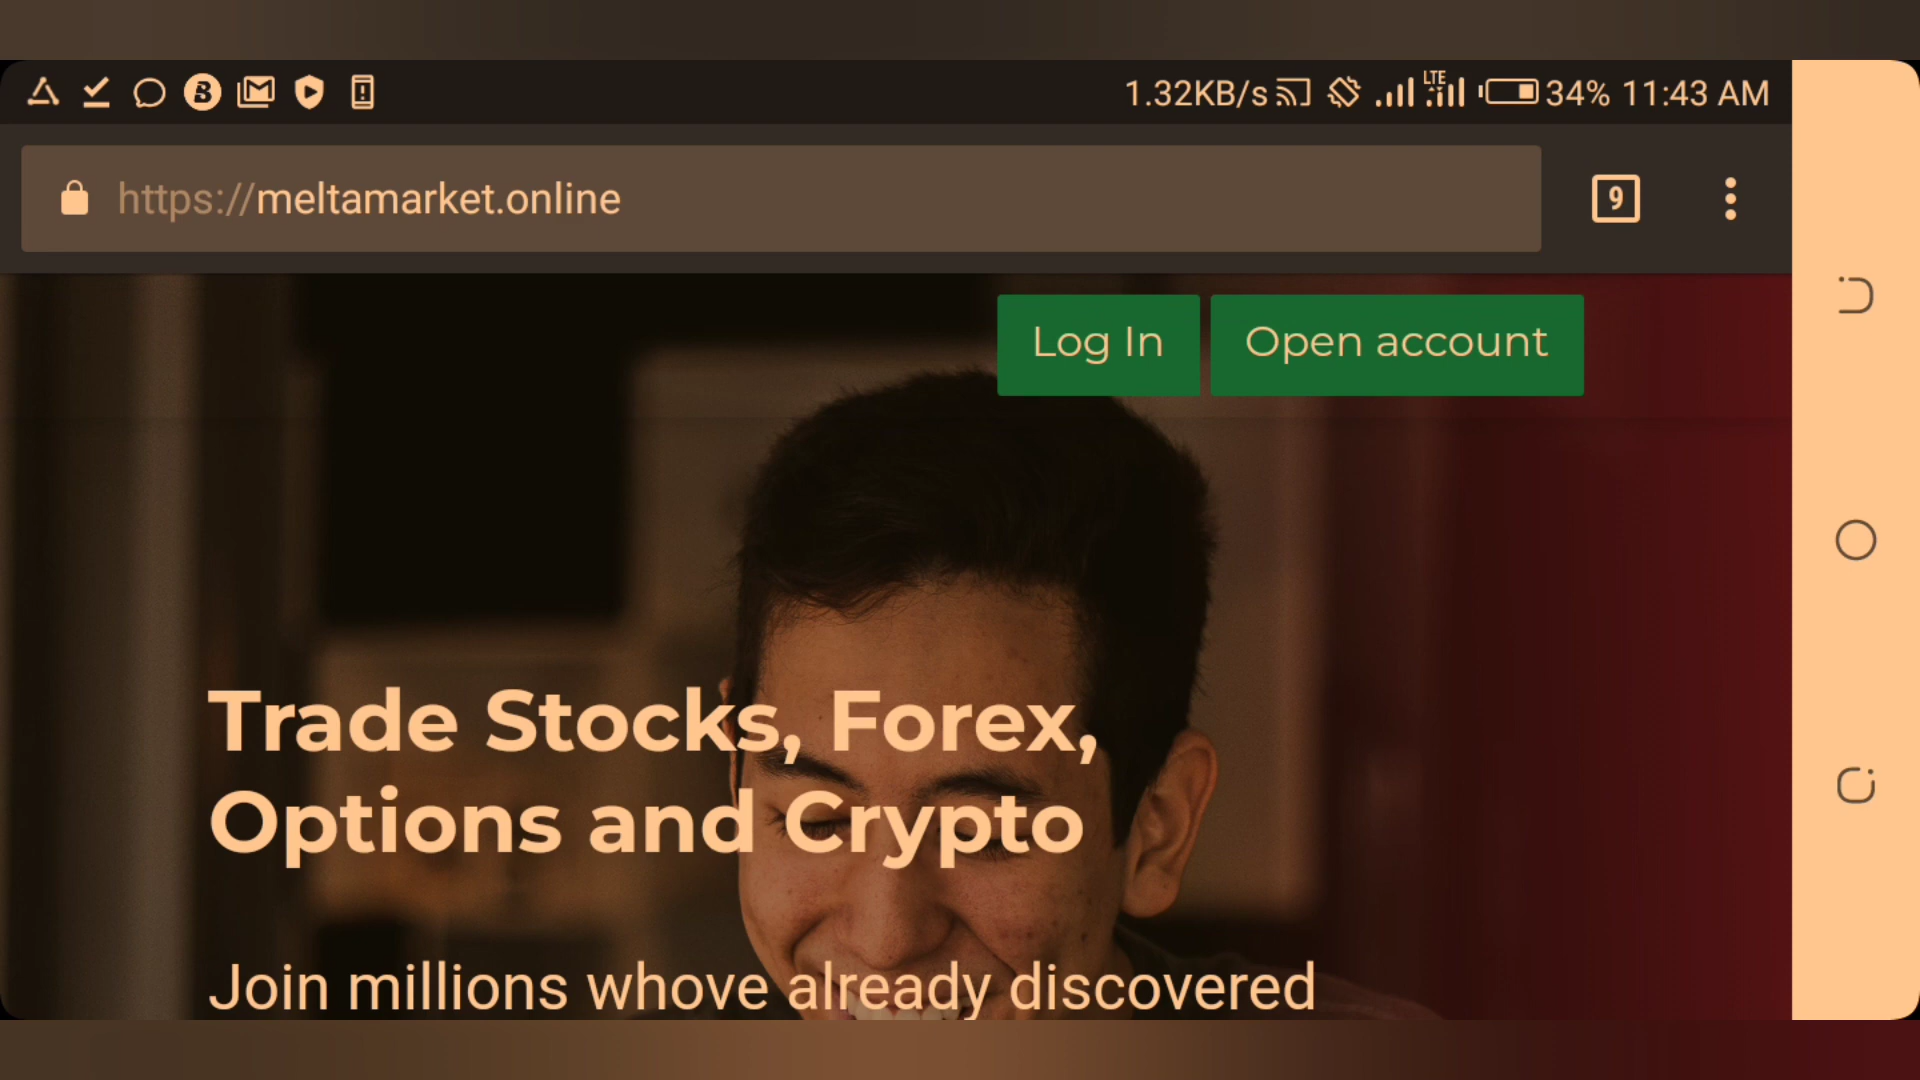 1.32KB/s LTE 34% 11:43 AM
https://meltamarket.online 9
Log In Open account
Trade Stocks, Forex,
Options and Crypto
Join millions whove already discovered